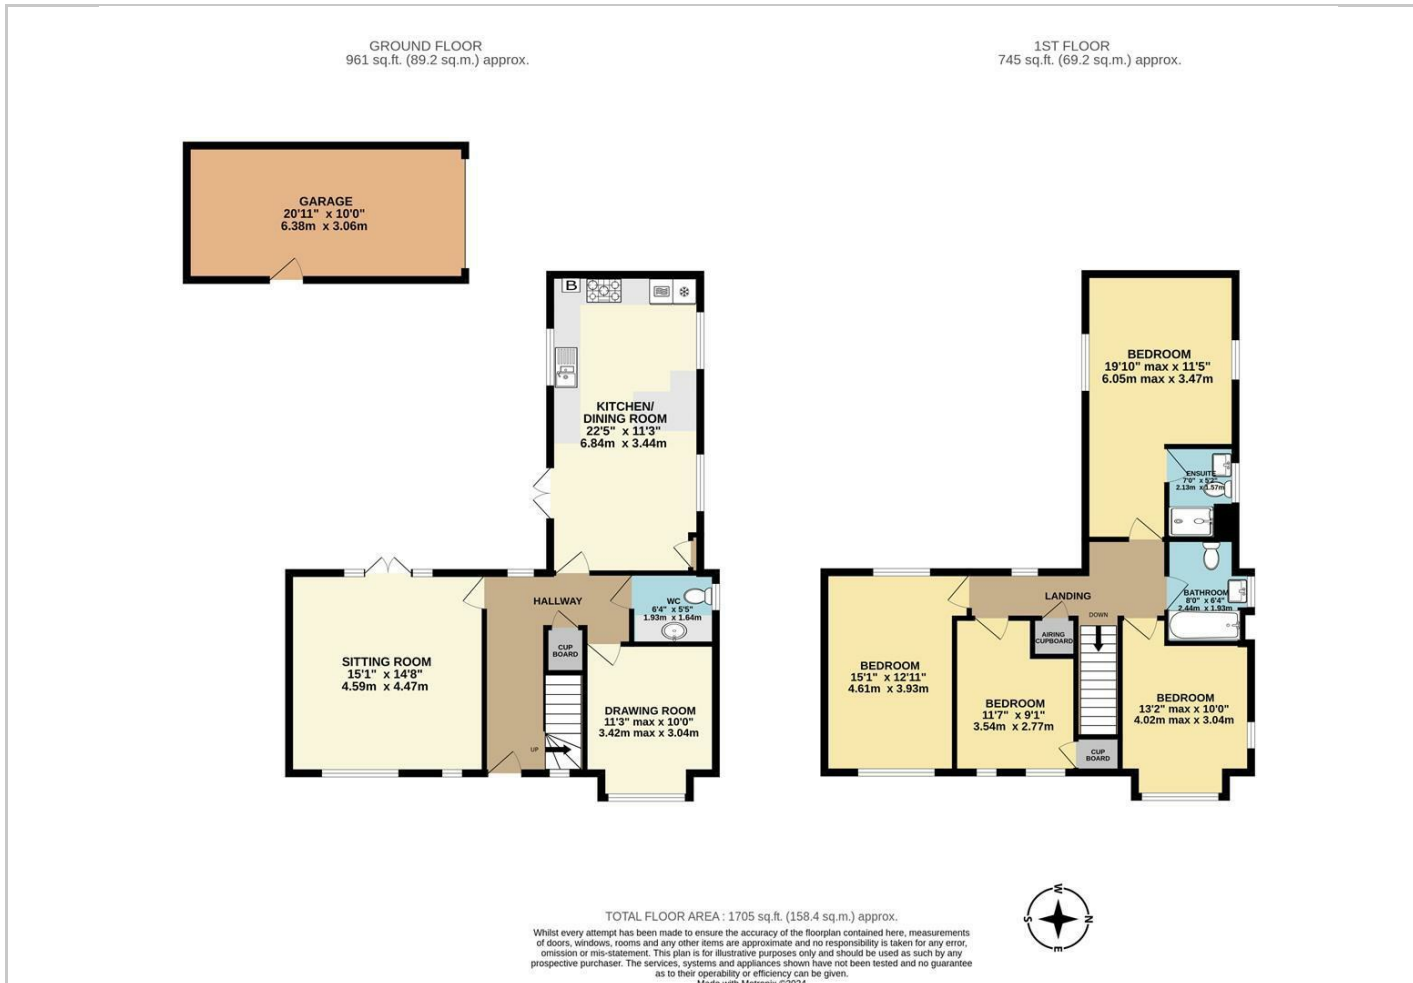 GROUND FLOOR
961 sq.ft. (89.2 sq.m.) approx.
1ST FLOOR
745 sq.ft. (69.2 sq.m.) approx.
GARAGE
20'11" x 10'0"
6.38m x 3.06m
B
KITCHEN/
DINING ROOM
22'5" x 11'3"
6.84m x 3.44m
HALLWAY
WC
6'4" x 5'5"
1.93m x 1.64m
CUP
BOARD
SITTING ROOM
15'1" x 14'8"
4.59m x 4.47m
DRAWING ROOM
11'3" max x 10'0"
3.42m max x 3.04m
UP
BEDROOM
19'10" max x 11'5"
6.05m max x 3.47m
ENSUITE
7'0" x 5'2"
2.13m x 1.57m
LANDING
BATHROOM
8'0" x 6'4"
2.44m x 1.93m
DOWN
AIRING
CUPBOARD
BEDROOM
15'1" x 12'11"
4.61m x 3.93m
BEDROOM
11'7" x 9'1"
3.54m x 2.77m
BEDROOM
13'2" max x 10'0"
4.02m max x 3.04m
CUP
BOARD
W
N
S
E
TOTAL FLOOR AREA : 1705 sq.ft. (158.4 sq.m.) approx.
Whilst every attempt has been made to ensure the accuracy of the floorplan contained here, measurements
of doors, windows, rooms and any other items are approximate and no responsibility is taken for any error,
omission or mis-statement. This plan is for illustrative purposes only and should be used as such by any
prospective purchaser. The services, systems and appliances shown have not been tested and no guarantee
as to their operability or efficiency can be given.
Made with Metropix ©2024